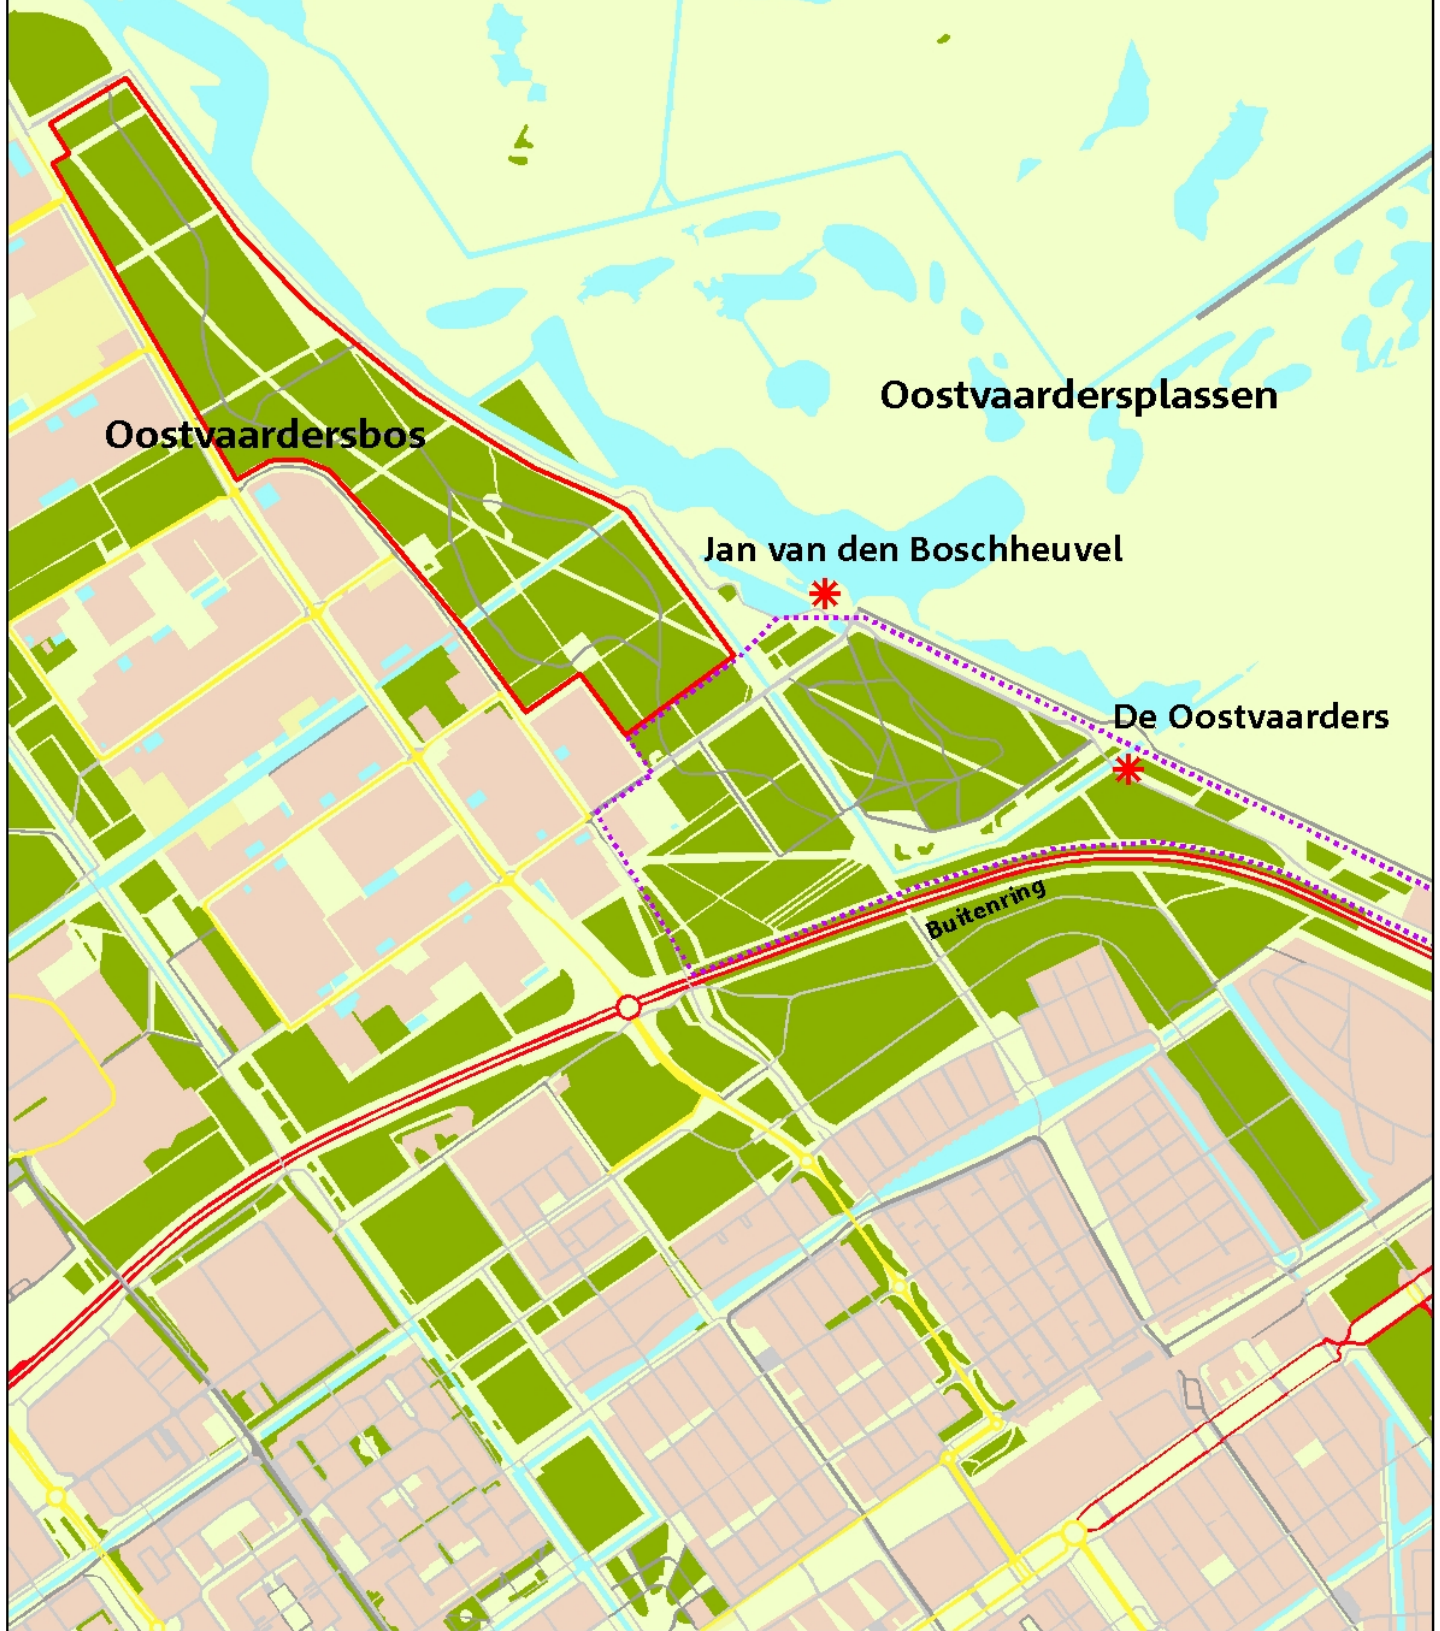 Oostvaardersplassen
Oostvaardersbos
Jan van den Boschheuvel
De Oostvaarders
Buitenring